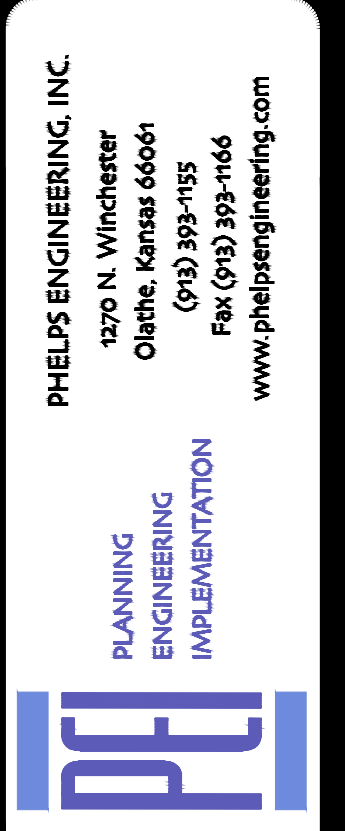 PEI
PLANNING
ENGINEERING
IMPLEMENTATION
PHELPS ENGINEERING, INC.
1270 N. Winchester
Olathe, Kansas 66061
(913) 393-1155
Fax (913) 393-1166
www.phelpsengineering.com